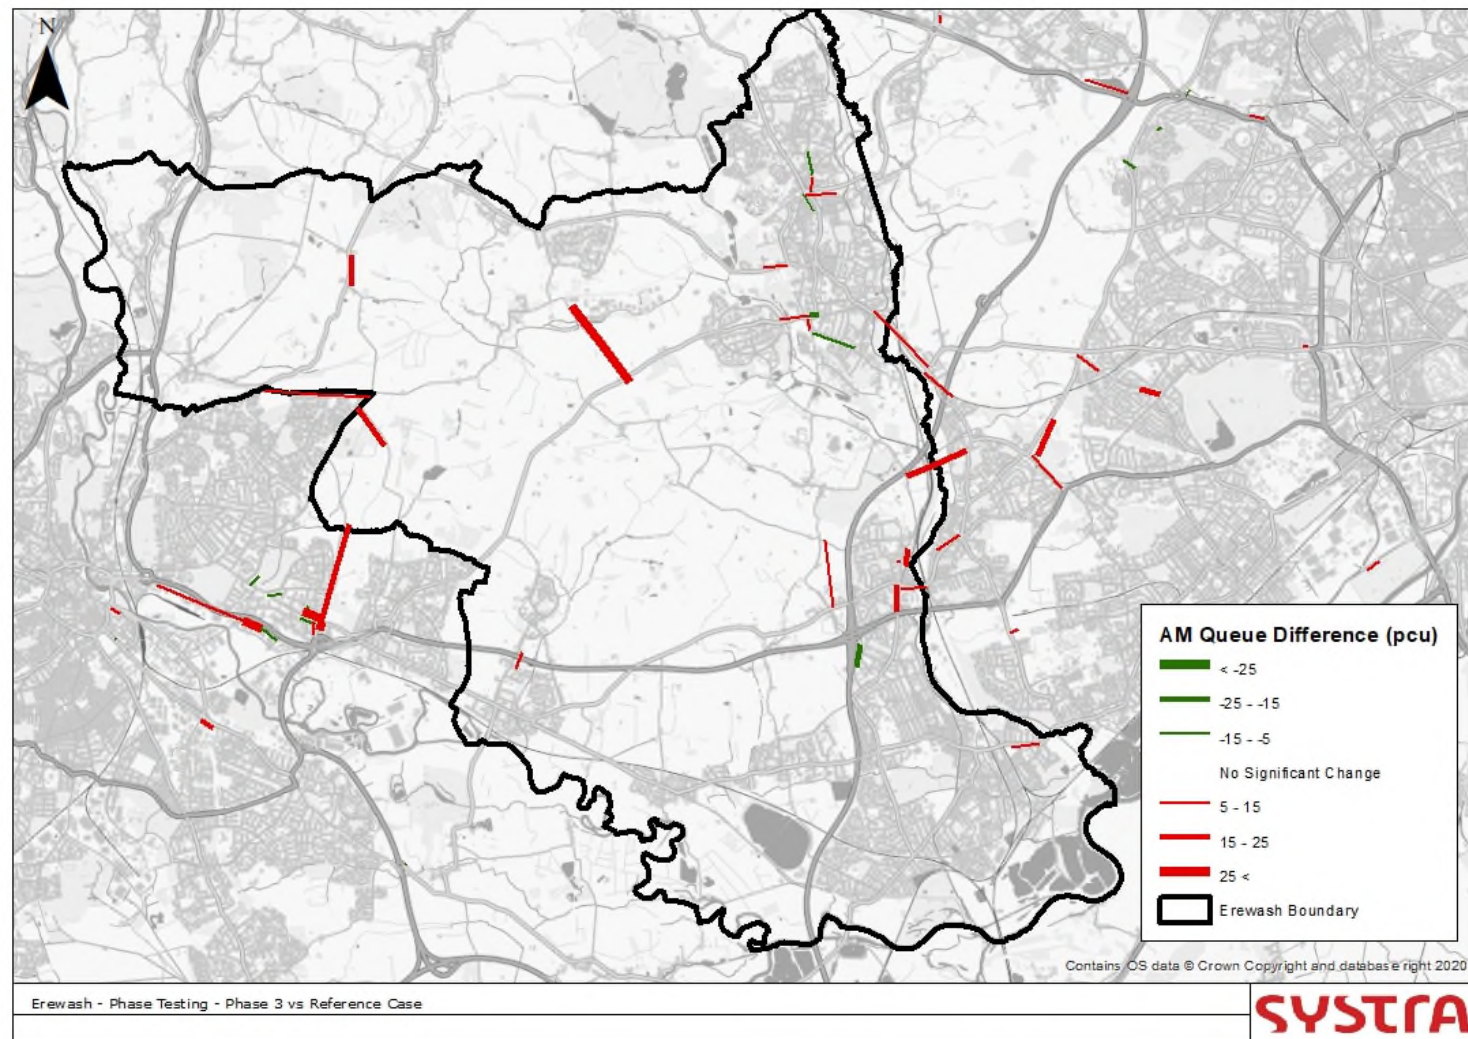 N
AM Queue Difference (pcu)
< -25
-25 - -15
-15 - -5
No Significant Change
5 - 15
15 - 25
25 <
Erewash Boundary
Contains OS data © Crown Copyright and database right 2020
Erewash - Phase Testing - Phase 3 vs Reference Case
SYSTRA